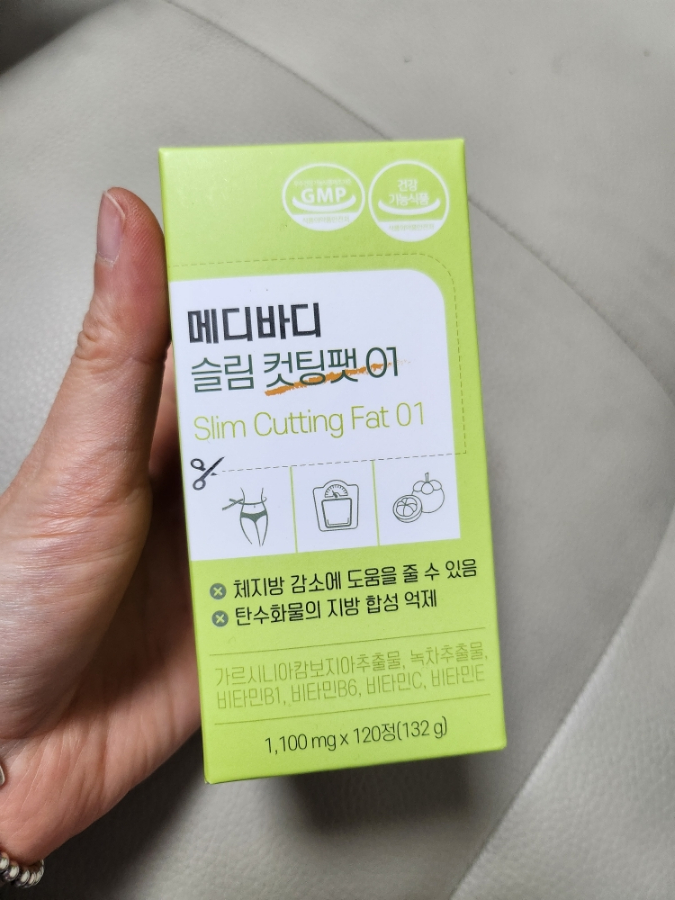 GMP
건강
기능식품
메디바디
슬림 컷팅팻 01
Slim Cutting Fat 01
체지방 감소에 도움을 줄 수 있음
탄수화물의 지방 합성 억제
가르시니아캄보지아추출물, 녹차추출물,
비타민B1, 비타민B6, 비타민C, 비타민E
1,100 mg x 120정(132 g)